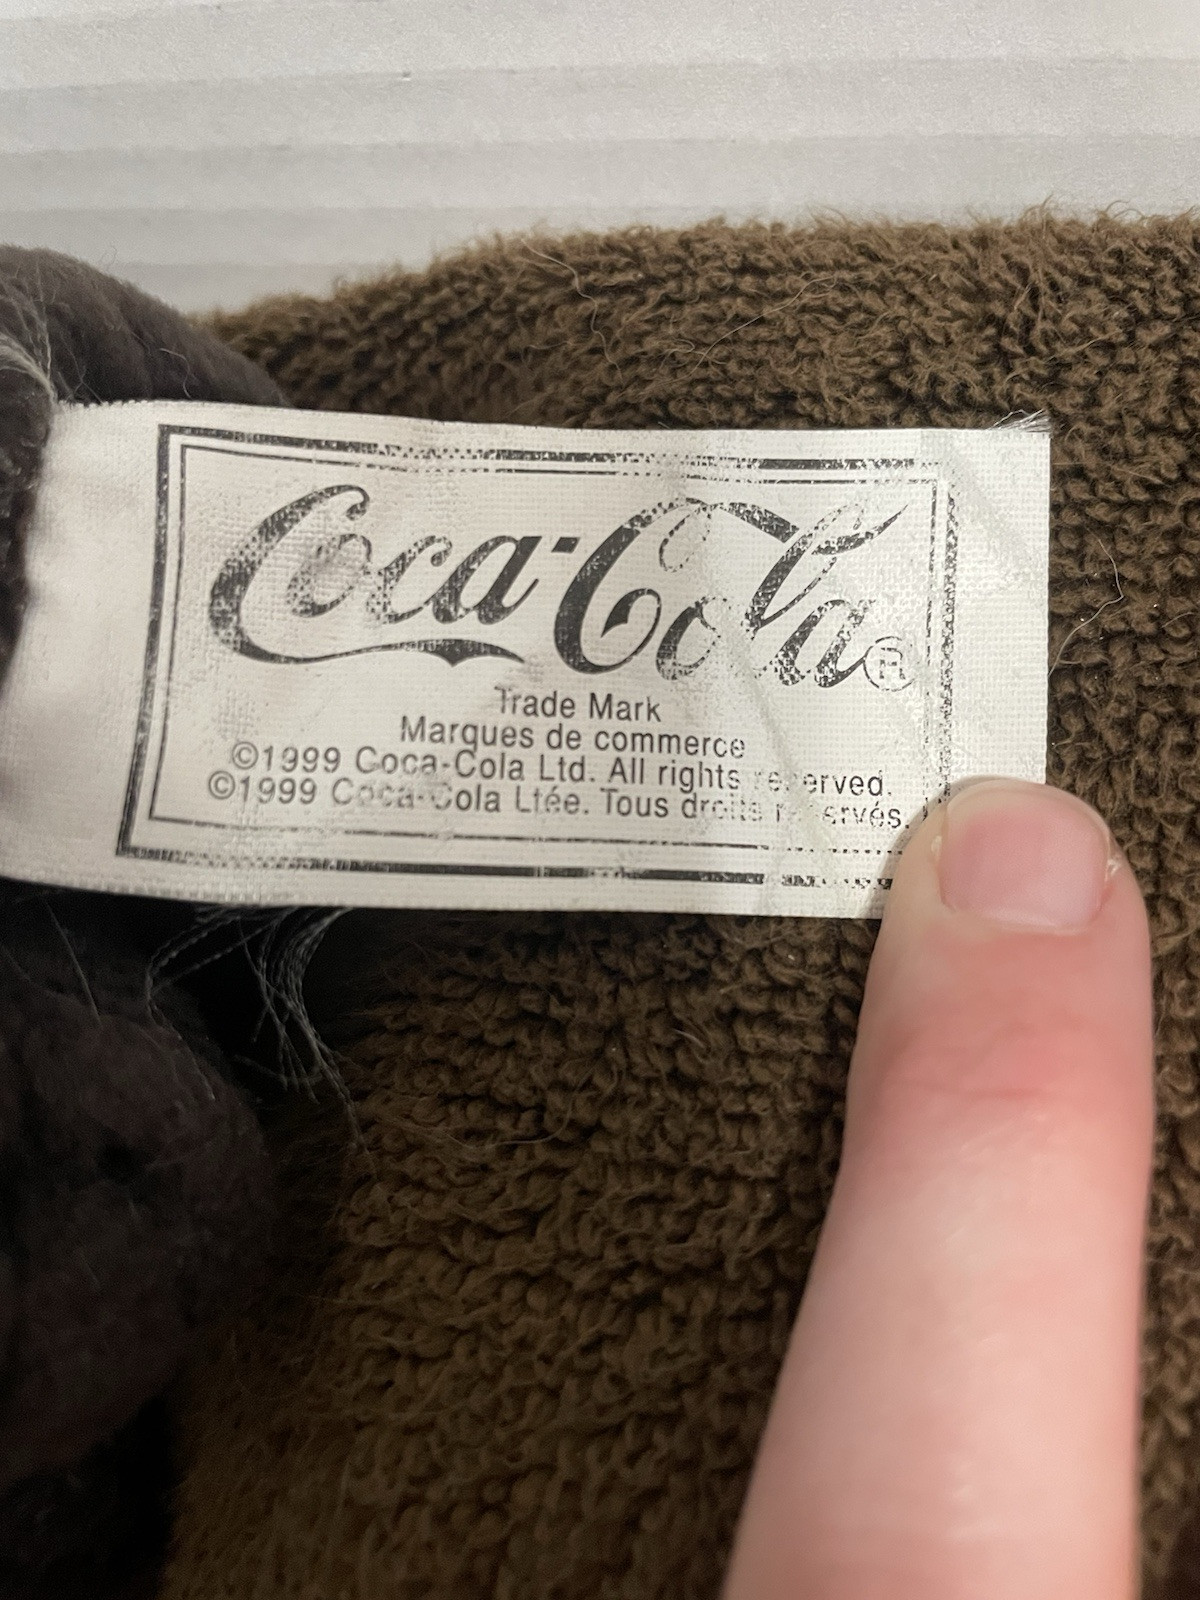 Coca-Cola®
Trade Mark
Marques de commerce
©1999 Coca-Cola Ltd. All rights reserved.
©1999 Coca-Cola Ltée. Tous droits réservés.